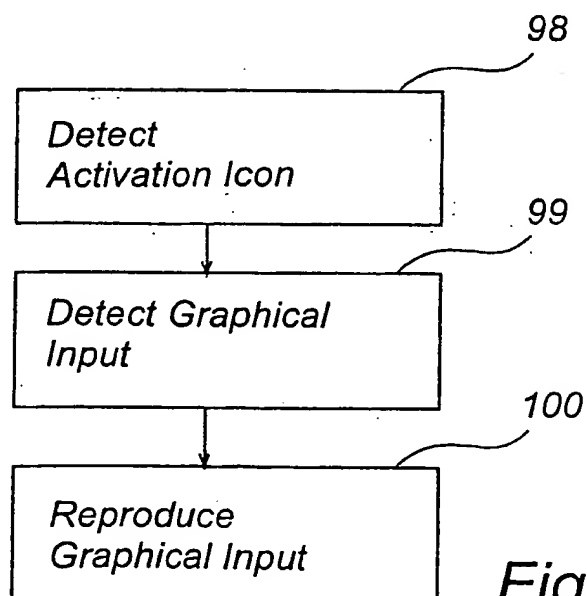 98
Detect
Activation Icon
99
Detect Graphical
Input
100
Reproduce
Graphical Input
Fig